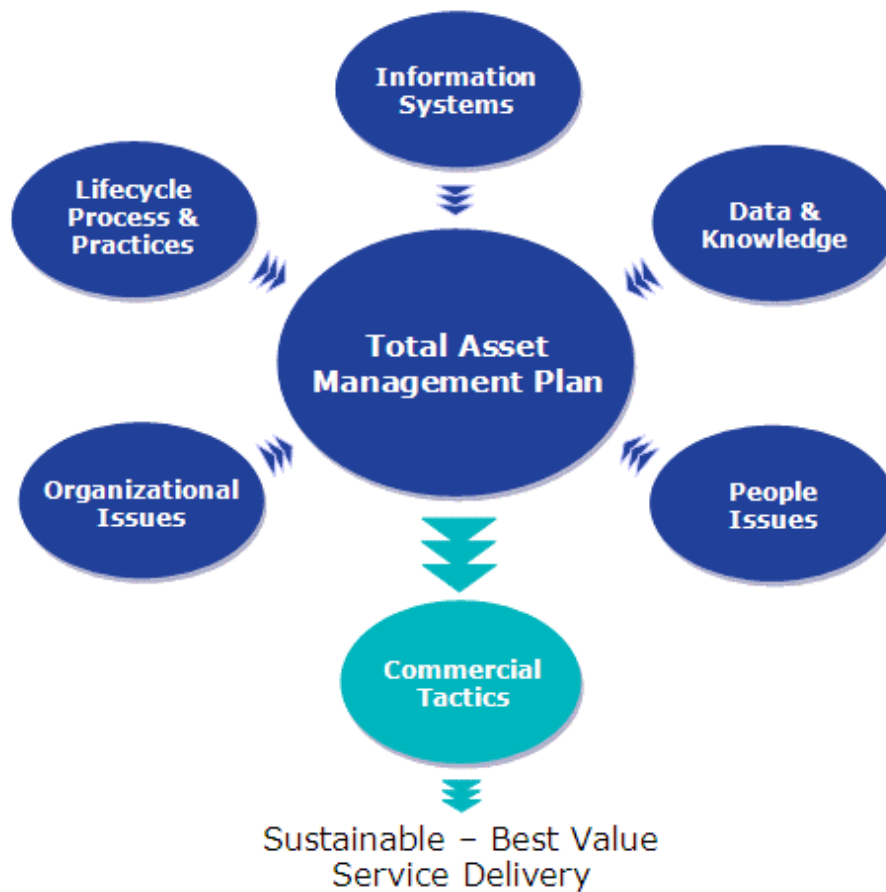 Information
Systems
Lifecycle
Process &
Practices
Data &
Knowledge
Total Asset
Management Plan
Organizational
Issues
People
Issues
Commercial
Tactics
Sustainable – Best Value
Service Delivery